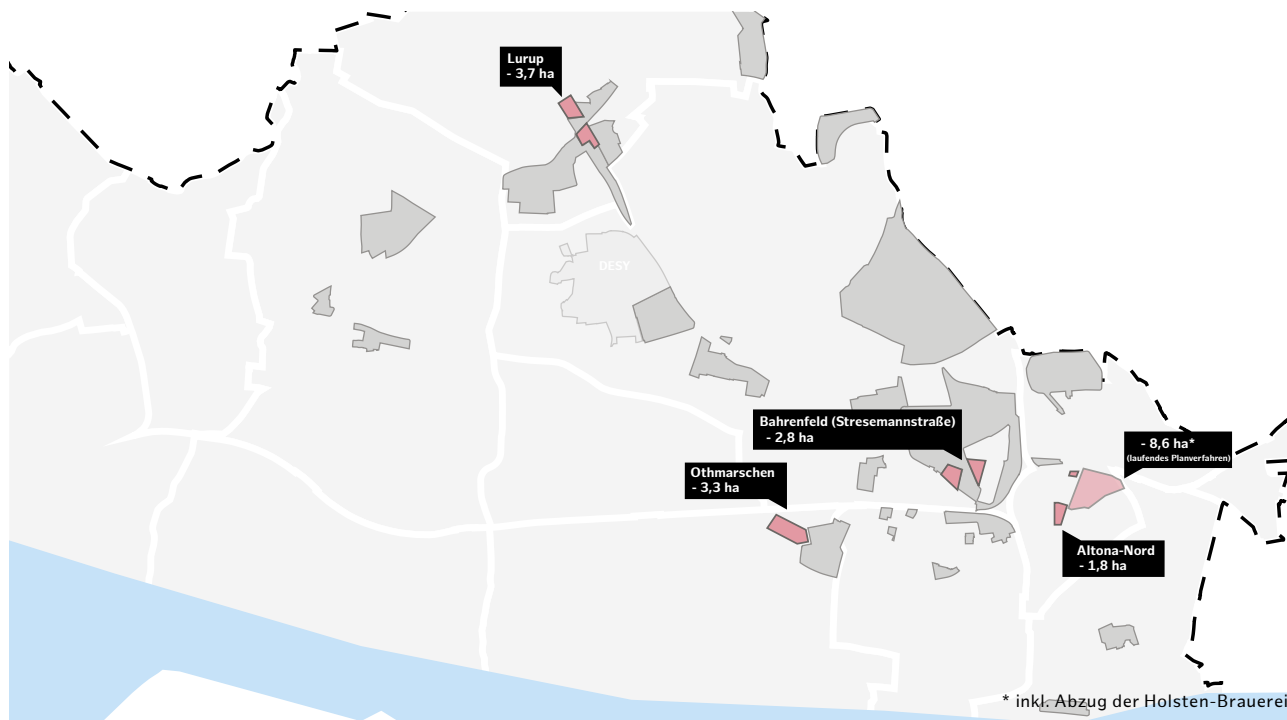 Lurup
- 3,7 ha
DESY
Bahrenfeld (Stresemannstraße)
- 2,8 ha
- 8,6 ha*
(laufendes Planverfahren)
Othmarschen
- 3,3 ha
Altona-Nord
- 1,8 ha
* inkl. Abzug der Holsten-Brauerei